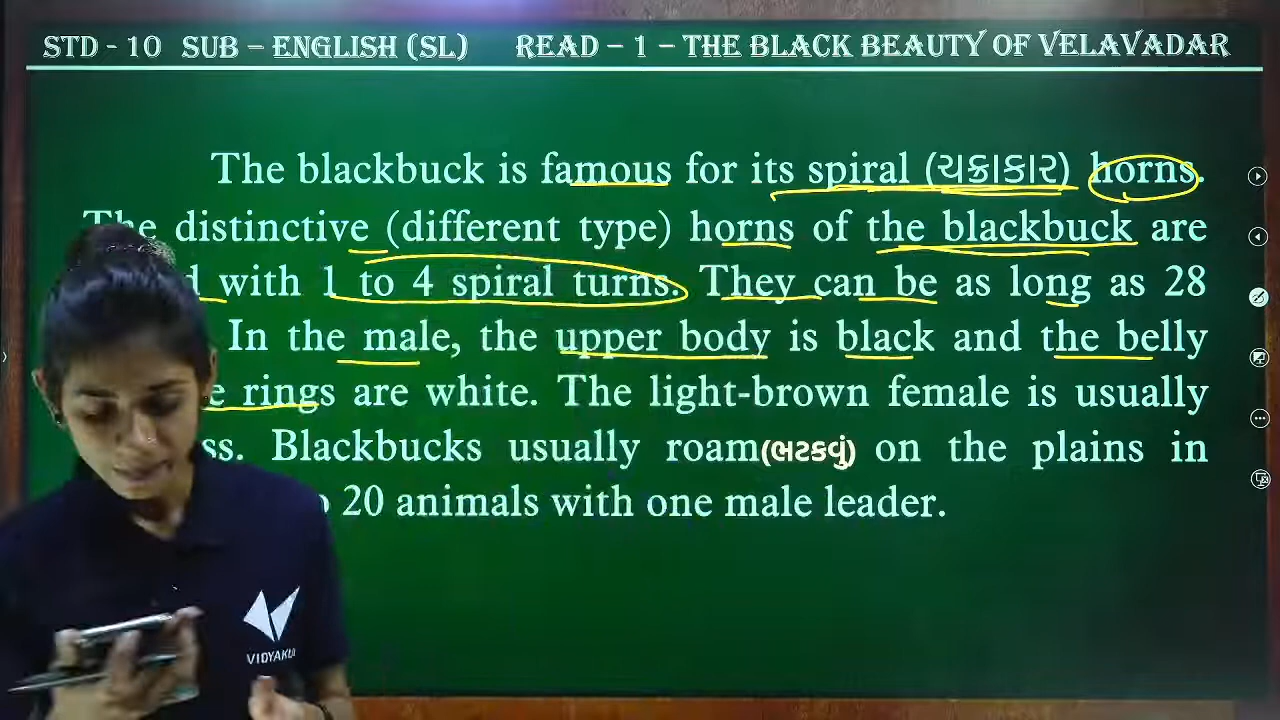 STD - 10 SUB – ENGLISH (SL) READ – 1 – THE BLACK BEAUTY OF VELAVADAR
The blackbuck is famous for its spiral (ચક્રાકાર) horns.
The distinctive (different type) horns of the blackbuck are
with 1 to 4 spiral turns. They can be as long as 28
In the male, the upper body is black and the belly
rings are white. The light-brown female is usually
Blackbucks usually roam(ભટકવું) on the plains in
20 animals with one male leader.
VIDYAKUL